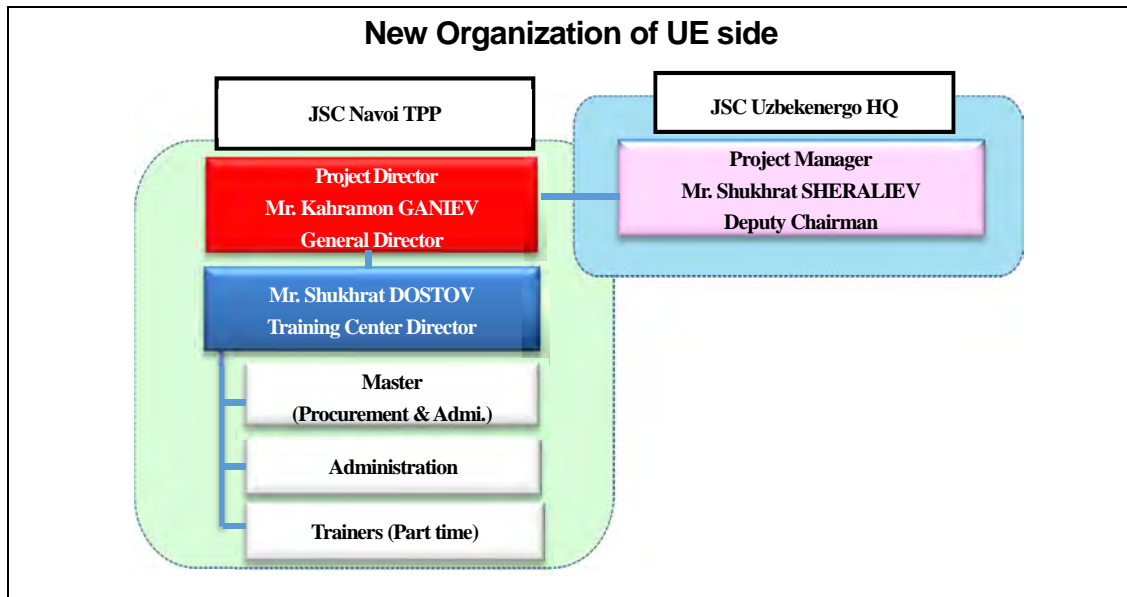 New Organization of UE side
JSC Navoi TPP
Project Director
Mr. Kahramon GANIEV
General Director
Mr. Shukhrat DOSTOV
Training Center Director
Master
(Procurement & Admi.)
Administration
Trainers (Part time)
JSC Uzbekenergo HQ
Project Manager
Mr. Shukhrat SHERALIEV
Deputy Chairman